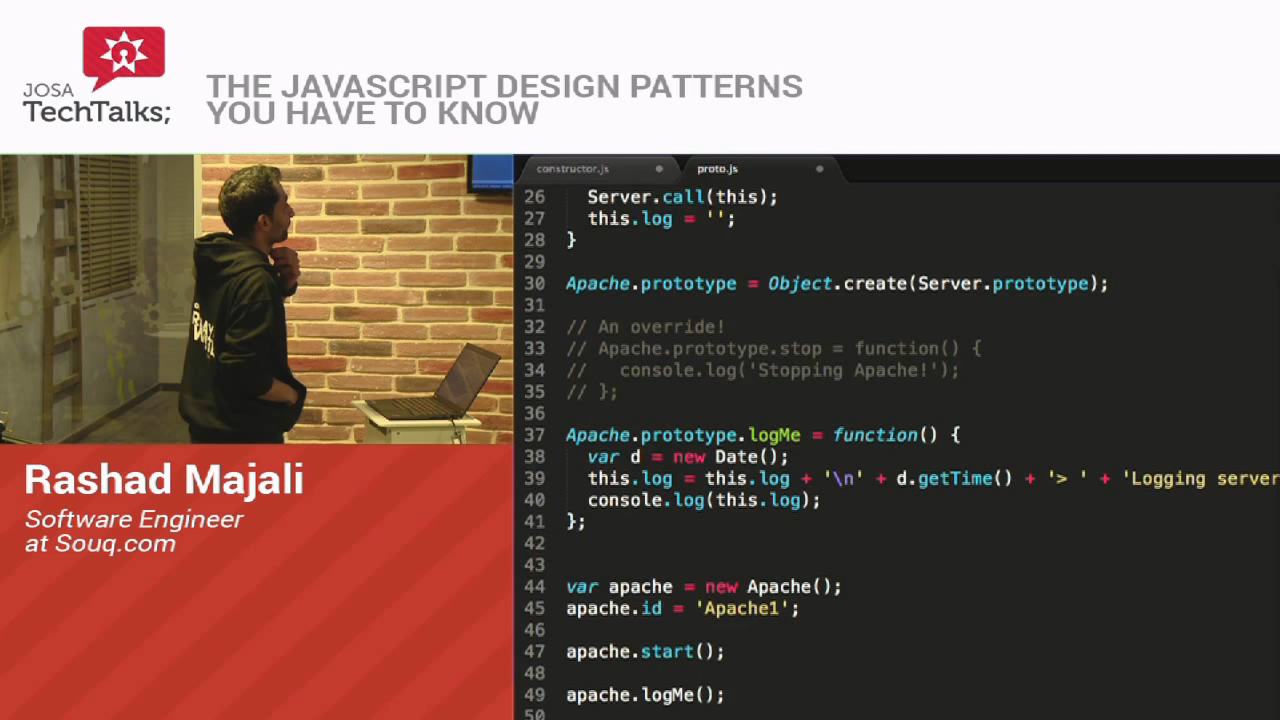 JOSA
TechTalks;
THE JAVASCRIPT DESIGN PATTERNS
YOU HAVE TO KNOW
Rashad Majali
Software Engineer
at Souq.com
constructor.js
proto.js
26 Server.call(this);
27 this.log = '';
28 }
29
30 Apache.prototype = Object.create(Server.prototype);
31
32 // An override!
33 // Apache.prototype.stop = function() {
34 // console.log('Stopping Apache!');
35 // };
36
37 Apache.prototype.logMe = function() {
38 var d = new Date();
39 this.log = this.log + '\n' + d.getTime() + '> ' + 'Logging server
40 console.log(this.log);
41 };
42
43
44 var apache = new Apache();
45 apache.id = 'Apache1';
46
47 apache.start();
48
49 apache.logMe();
50